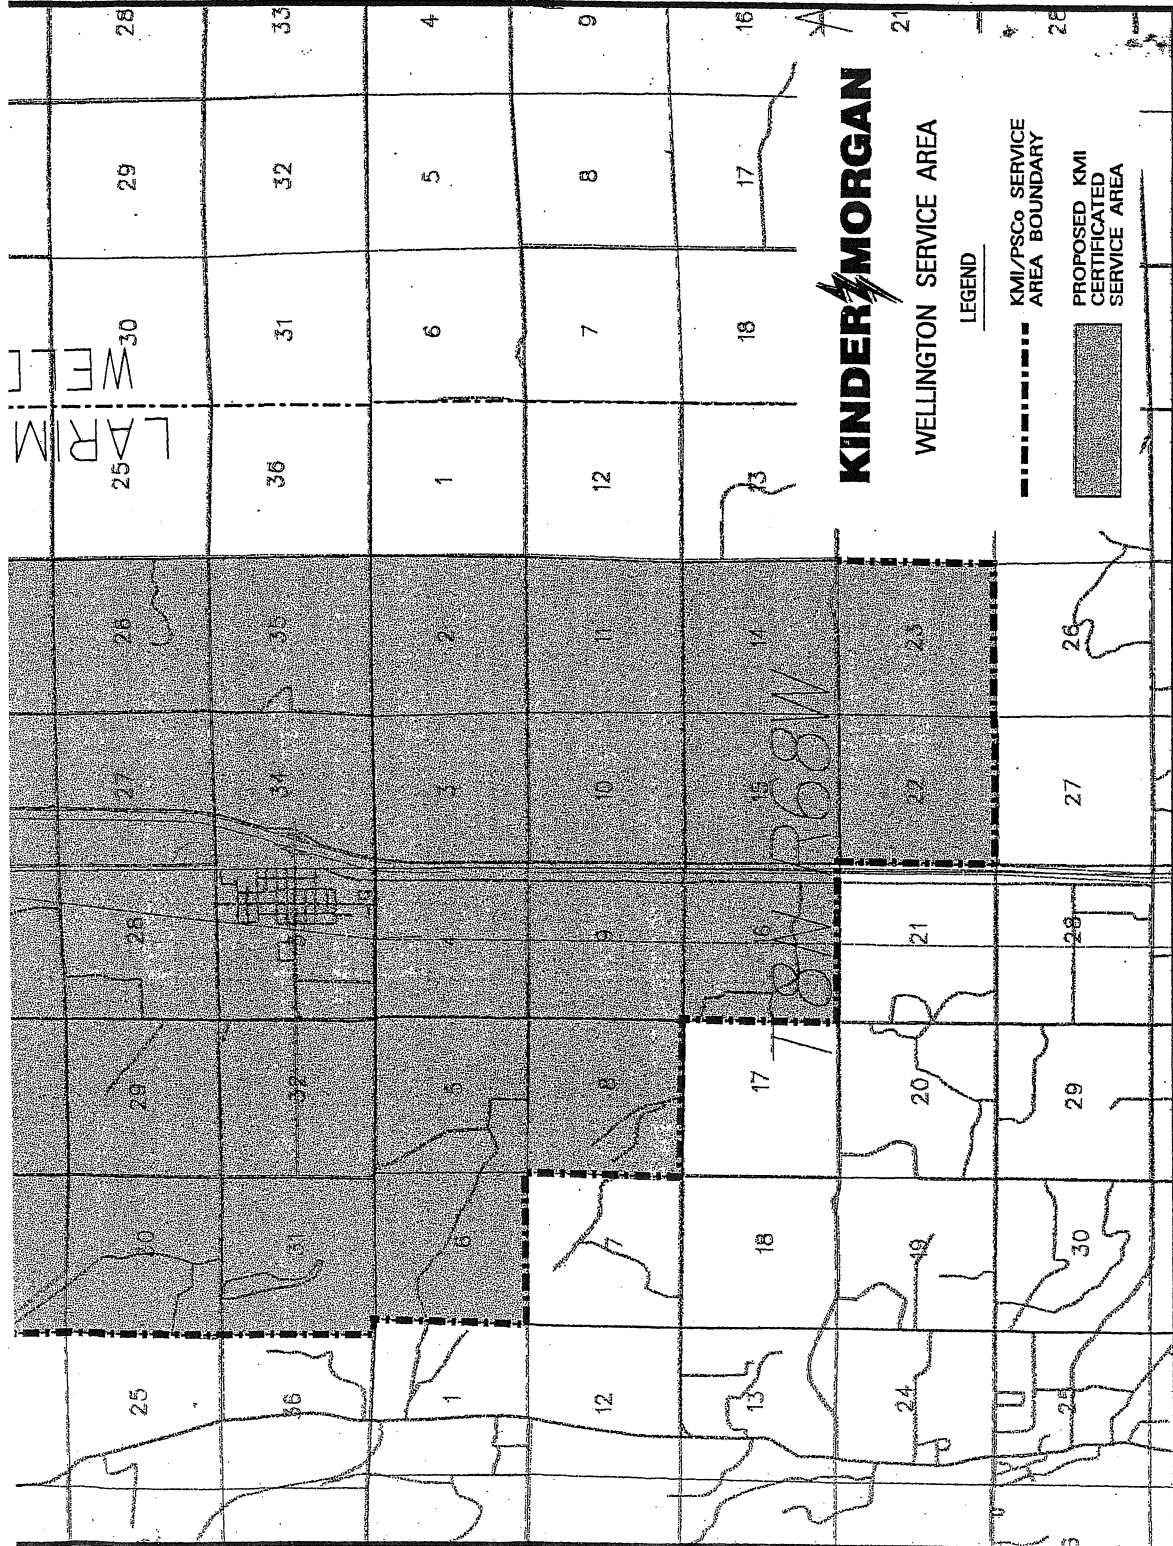 LARIM WEL
25 29 28 27 26 25 30 29 28
36 31 32 34 35 36 31 32 33
1 6 5 4 3 2 1 6 5 4
12 7 8 9 10 11 12 7 8 9
13 18 17 16 15 14 13 18 17 16
T8N R68W
24 19 20 21 22 23 21
25 30 29 28 27 26 28
KINDER MORGAN
WELLINGTON SERVICE AREA
LEGEND
KMI/PSCo SERVICE
AREA BOUNDARY
PROPOSED KMI
CERTIFICATED
SERVICE AREA